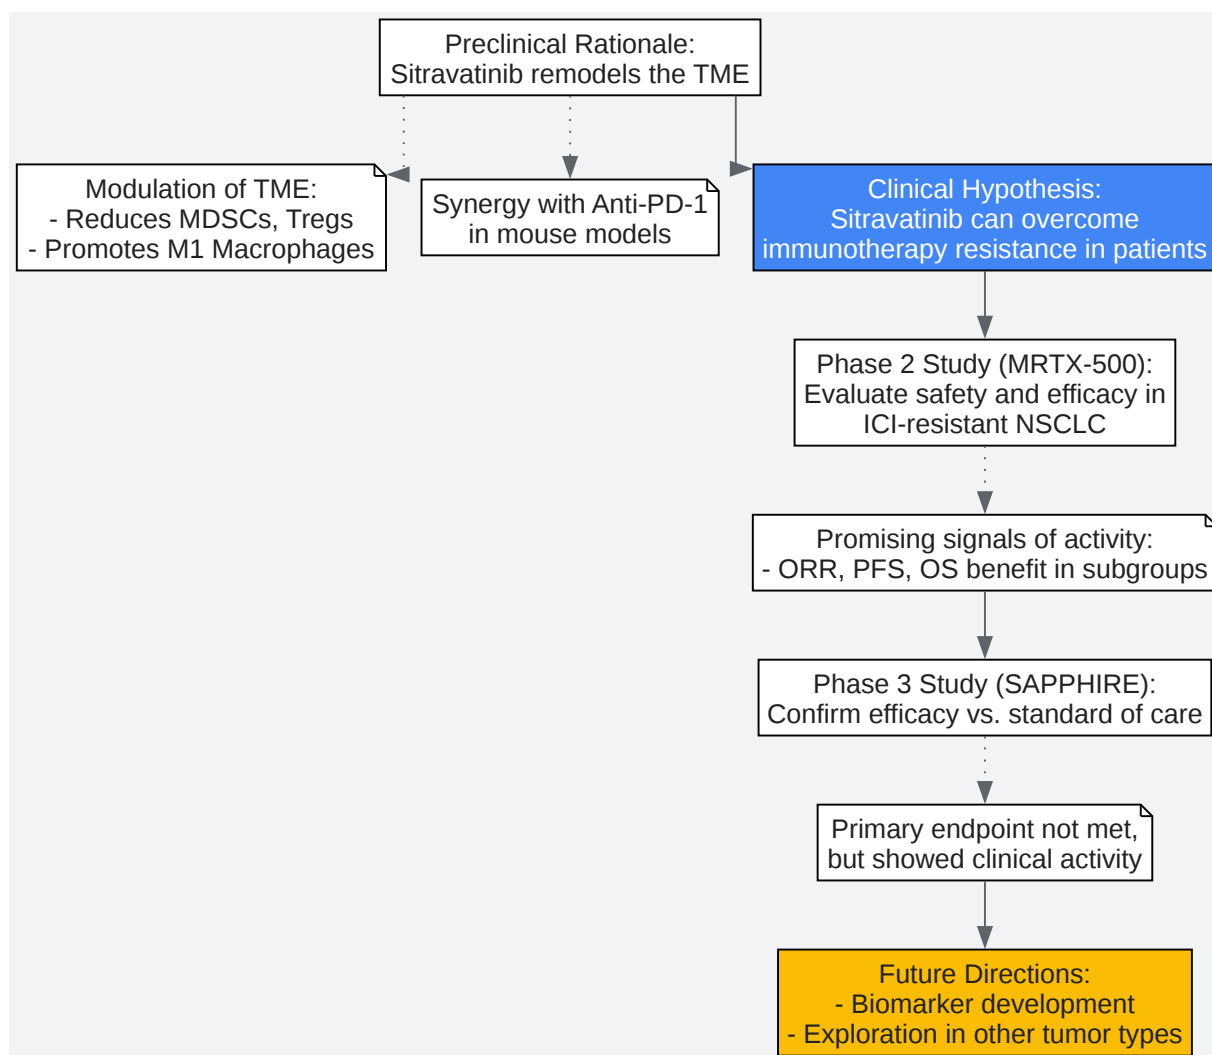 Preclinical Rationale:
Sitravatinib remodels the TME
Modulation of TME:
- Reduces MDSCs, Tregs
- Promotes M1 Macrophages
Synergy with Anti-PD-1
in mouse models
Clinical Hypothesis:
Sitravatinib can overcome
immunotherapy resistance in patients
Phase 2 Study (MRTX-500):
Evaluate safety and efficacy in
ICI-resistant NSCLC
Promising signals of activity:
- ORR, PFS, OS benefit in subgroups
Phase 3 Study (SAPPHIRE):
Confirm efficacy vs. standard of care
Primary endpoint not met,
but showed clinical activity
Future Directions:
- Biomarker development
- Exploration in other tumor types